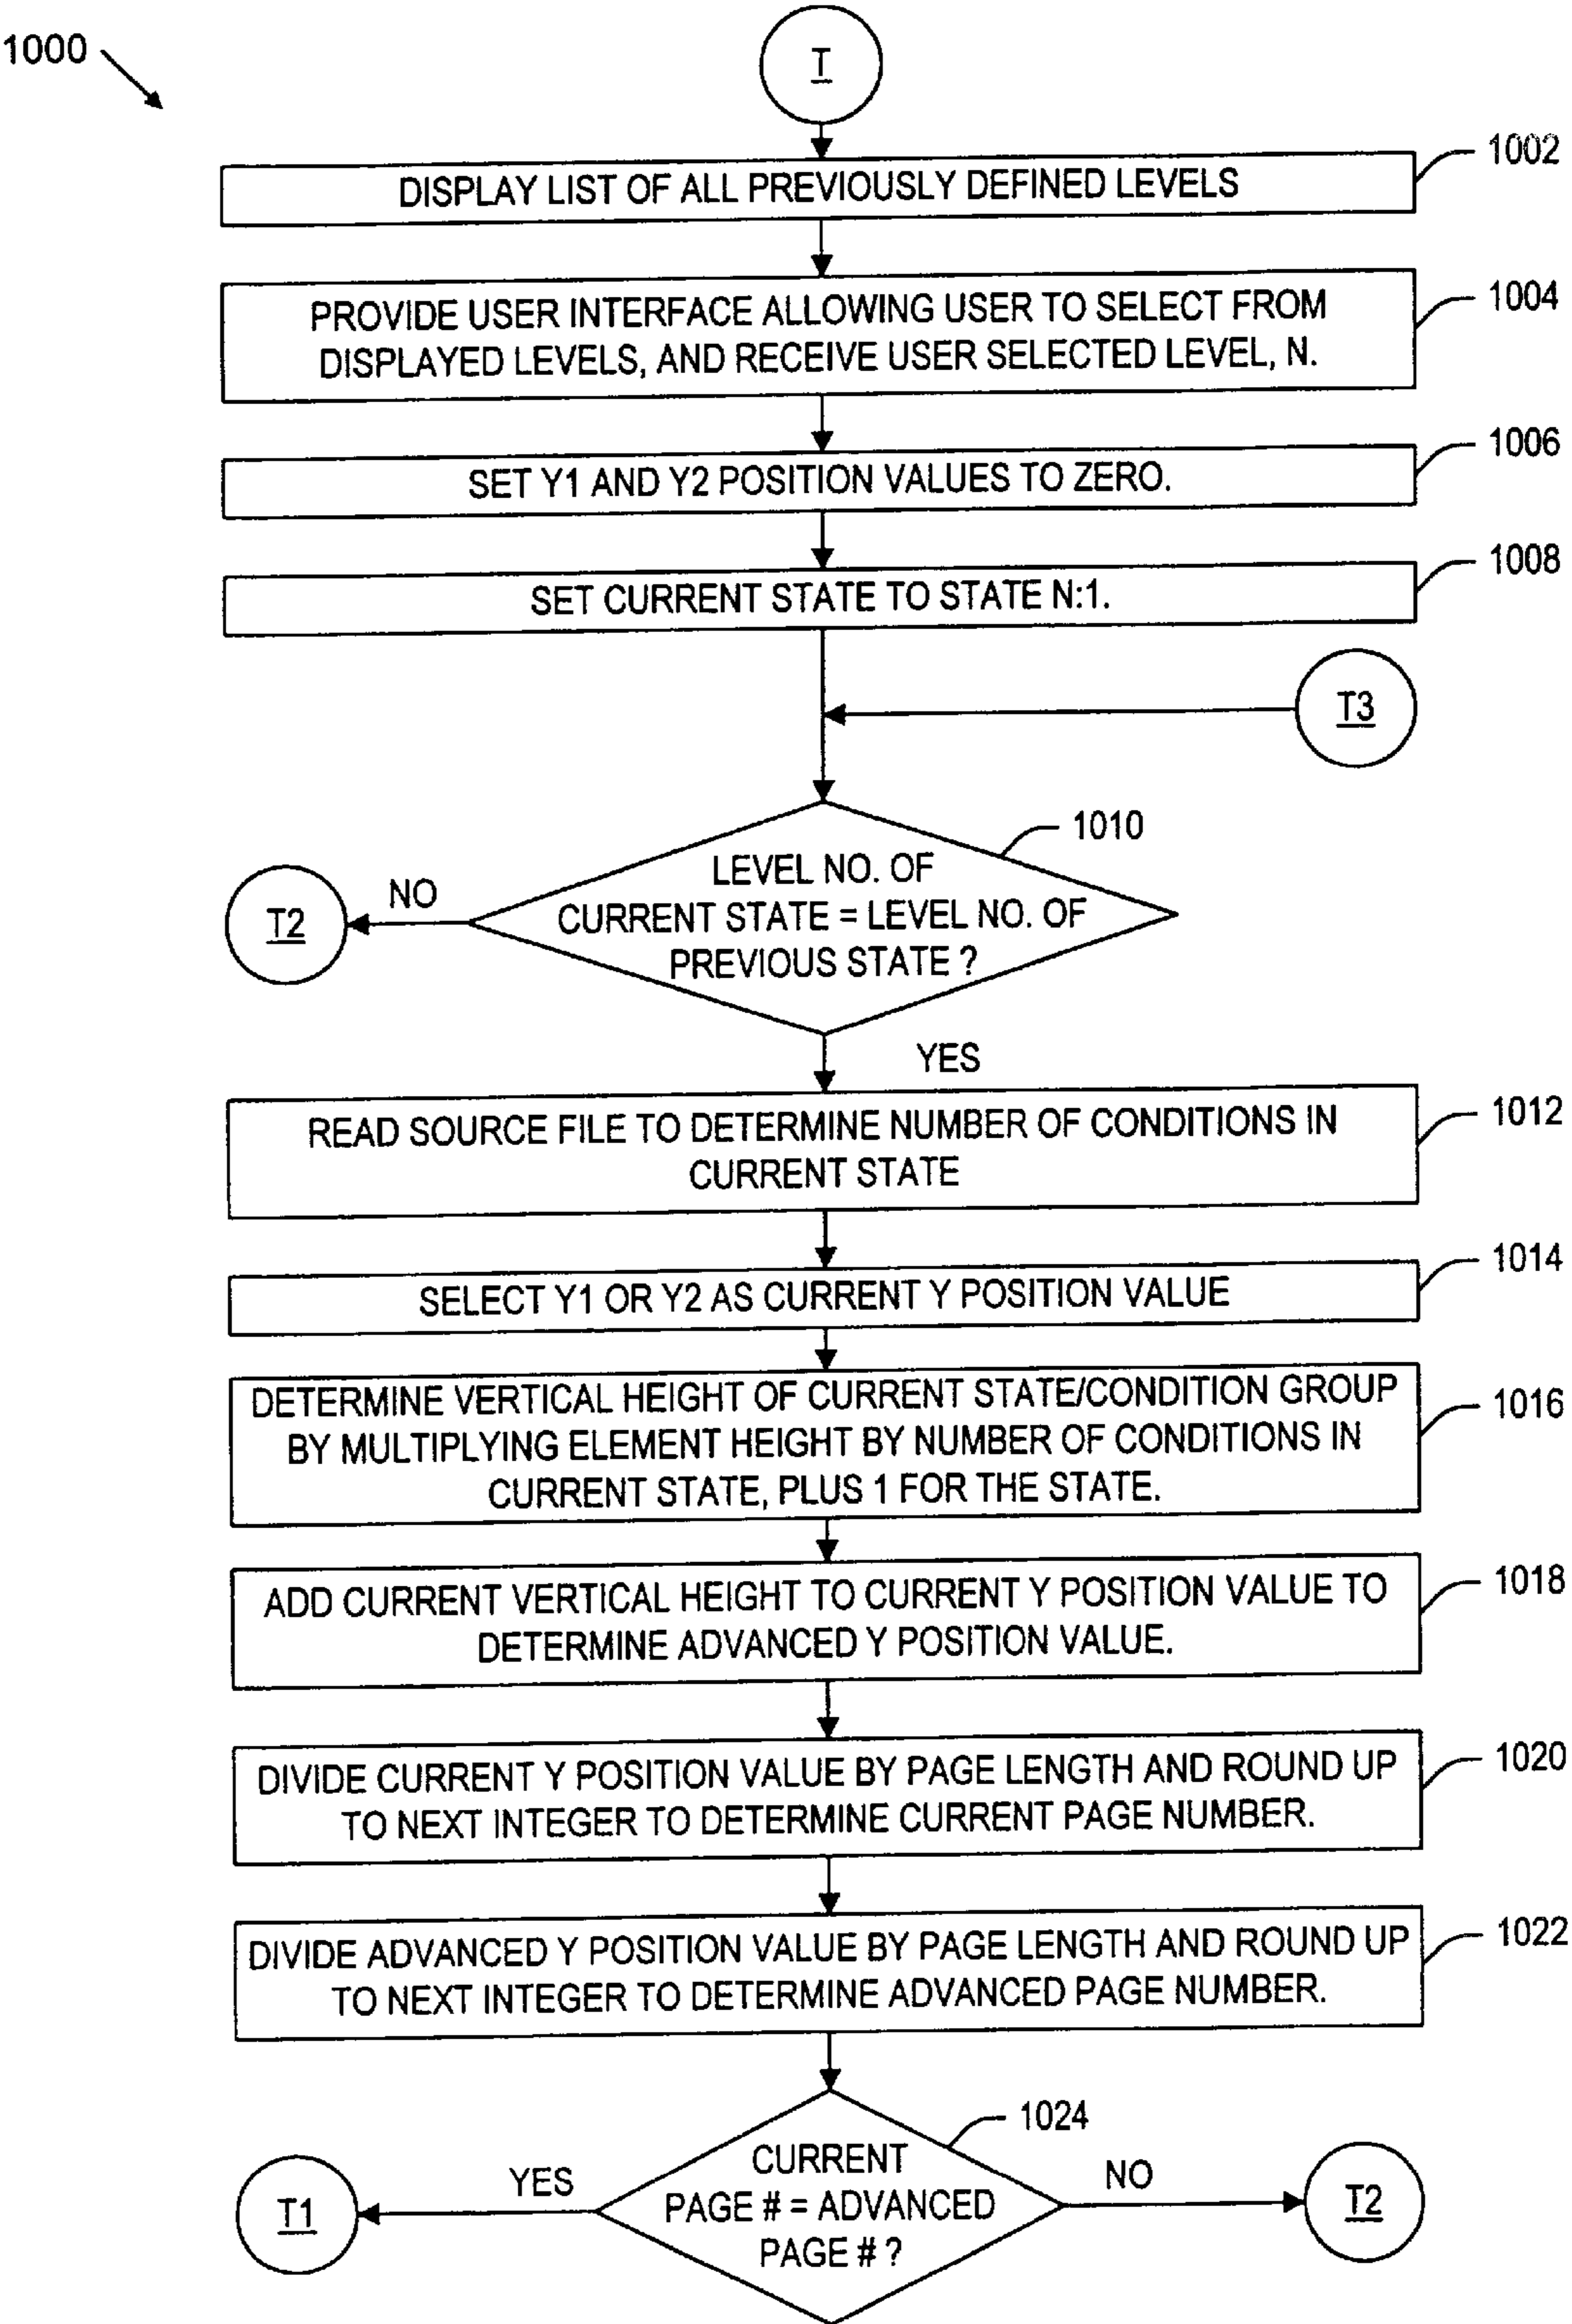 1000
T
1002
DISPLAY LIST OF ALL PREVIOUSLY DEFINED LEVELS
1004
PROVIDE USER INTERFACE ALLOWING USER TO SELECT FROM
DISPLAYED LEVELS, AND RECEIVE USER SELECTED LEVEL, N.
1006
SET Y1 AND Y2 POSITION VALUES TO ZERO.
1008
SET CURRENT STATE TO STATE N:1.
T3
1010
LEVEL NO. OF
CURRENT STATE = LEVEL NO. OF
PREVIOUS STATE ?
NO
T2
YES
1012
READ SOURCE FILE TO DETERMINE NUMBER OF CONDITIONS IN
CURRENT STATE
1014
SELECT Y1 OR Y2 AS CURRENT Y POSITION VALUE
1016
DETERMINE VERTICAL HEIGHT OF CURRENT STATE/CONDITION GROUP
BY MULTIPLYING ELEMENT HEIGHT BY NUMBER OF CONDITIONS IN
CURRENT STATE, PLUS 1 FOR THE STATE.
1018
ADD CURRENT VERTICAL HEIGHT TO CURRENT Y POSITION VALUE TO
DETERMINE ADVANCED Y POSITION VALUE.
1020
DIVIDE CURRENT Y POSITION VALUE BY PAGE LENGTH AND ROUND UP
TO NEXT INTEGER TO DETERMINE CURRENT PAGE NUMBER.
1022
DIVIDE ADVANCED Y POSITION VALUE BY PAGE LENGTH AND ROUND UP
TO NEXT INTEGER TO DETERMINE ADVANCED PAGE NUMBER.
1024
CURRENT
PAGE # = ADVANCED
PAGE # ?
YES
T1
NO
T2